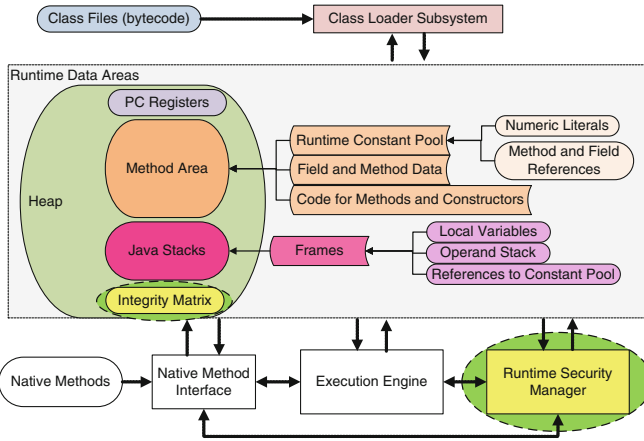 Class Files (bytecode)
Class Loader Subsystem
Runtime Data Areas
PC Registers
Heap
Method Area
Runtime Constant Pool
Field and Method Data
Code for Methods and Constructors
Numeric Literals
Method and Field
References
Java Stacks
Frames
Local Variables
Operand Stack
References to Constant Pool
Integrity Matrix
Native Methods
Native Method
Interface
Execution Engine
Runtime Security
Manager